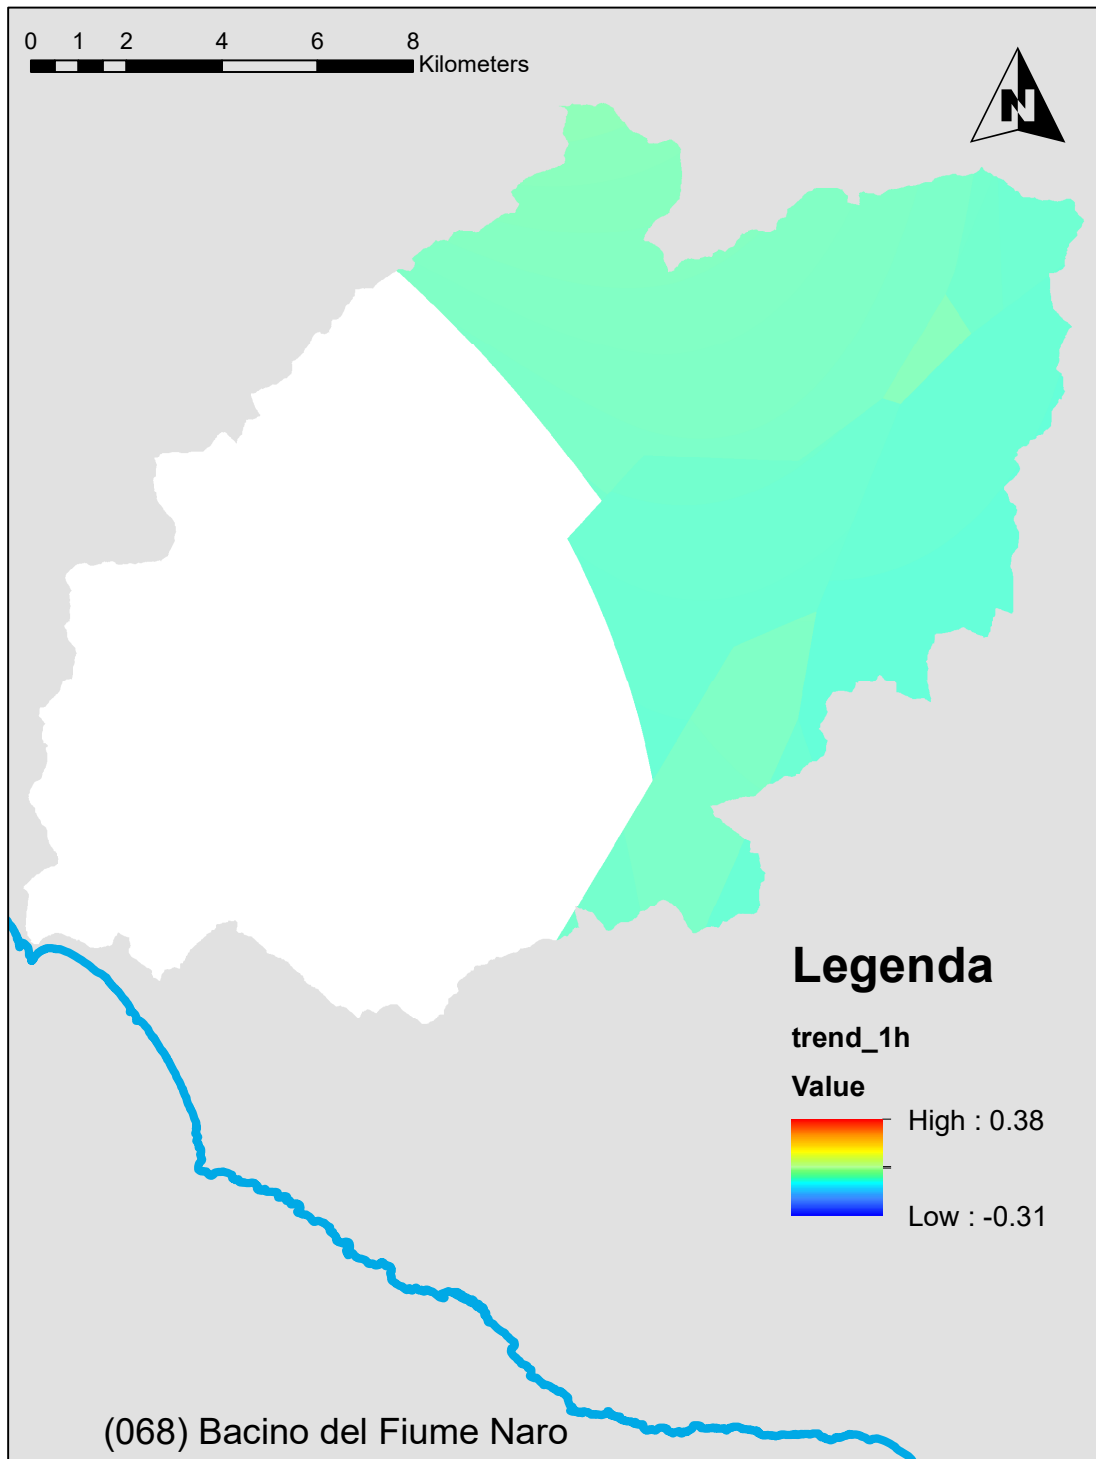 0 1 2 4 6 8
Kilometers
N
Legenda
trend_1h
Value
High : 0.38
Low : -0.31
(068) Bacino del Fiume Naro